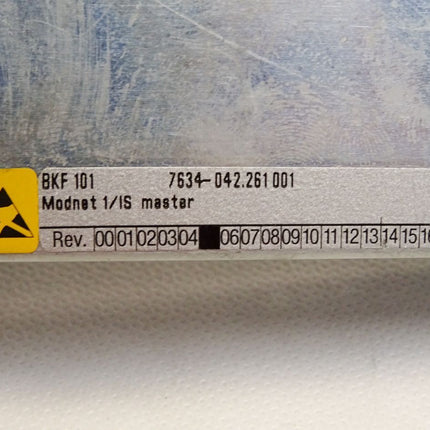 BKF 101 7634-042.261 001
Modnet 1/IS master
Rev. 00 01 02 03 04 06 07 08 09 10 11 12 13 14 15